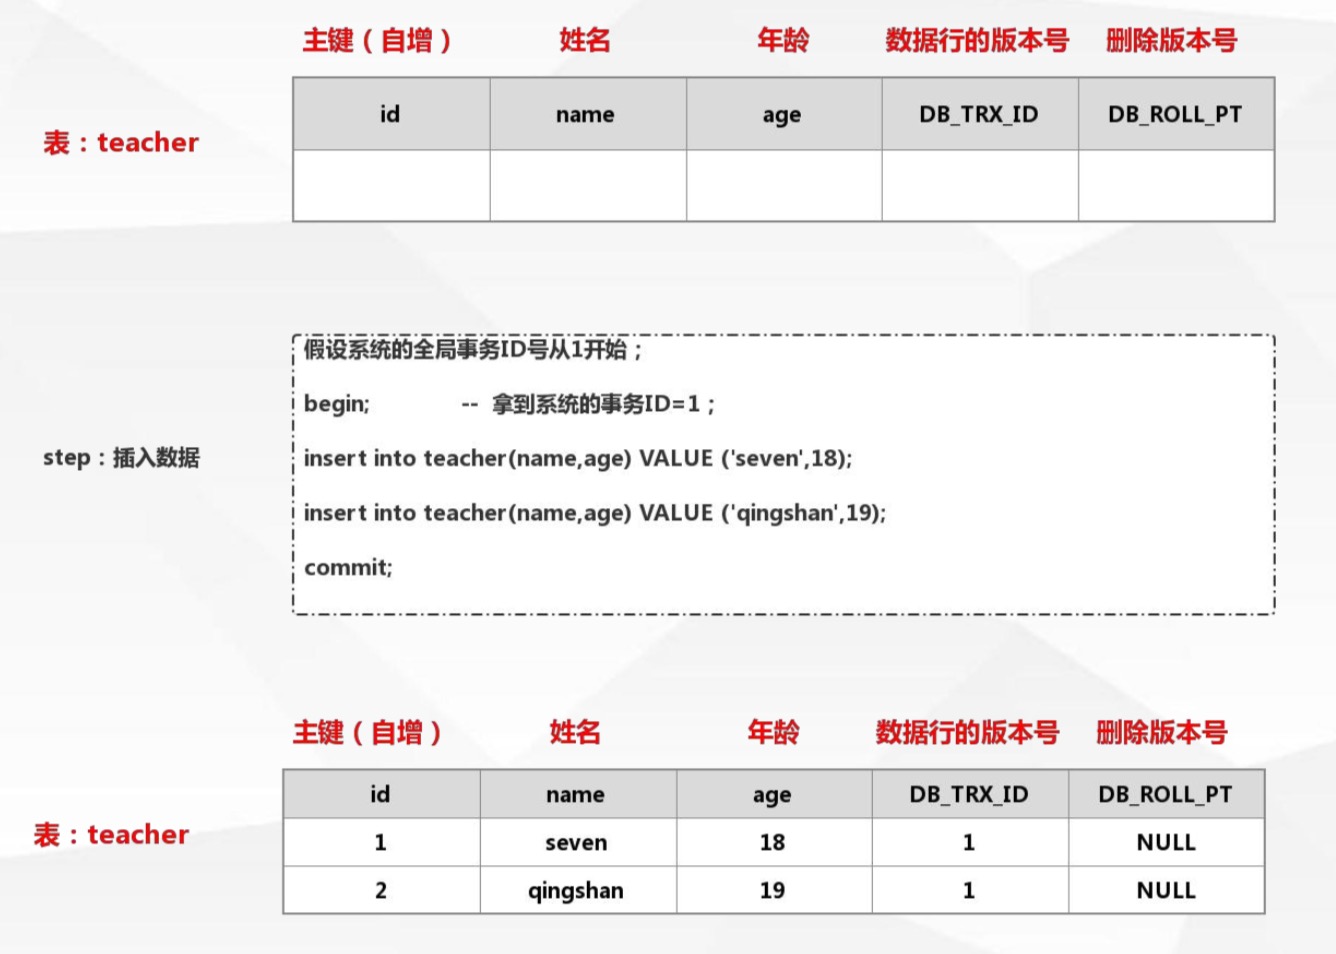 主键（自增） 姓名 年龄 数据行的版本号 删除版本号
id name age DB_TRX_ID DB_ROLL_PT
表：teacher
假设系统的全局事务ID号从1开始；
begin; -- 拿到系统的事务ID=1；
step：插入数据
insert into teacher(name,age) VALUE ('seven',18);
insert into teacher(name,age) VALUE ('qingshan',19);
commit;
主键（自增） 姓名 年龄 数据行的版本号 删除版本号
id name age DB_TRX_ID DB_ROLL_PT
表：teacher
1 seven 18 1 NULL
2 qingshan 19 1 NULL